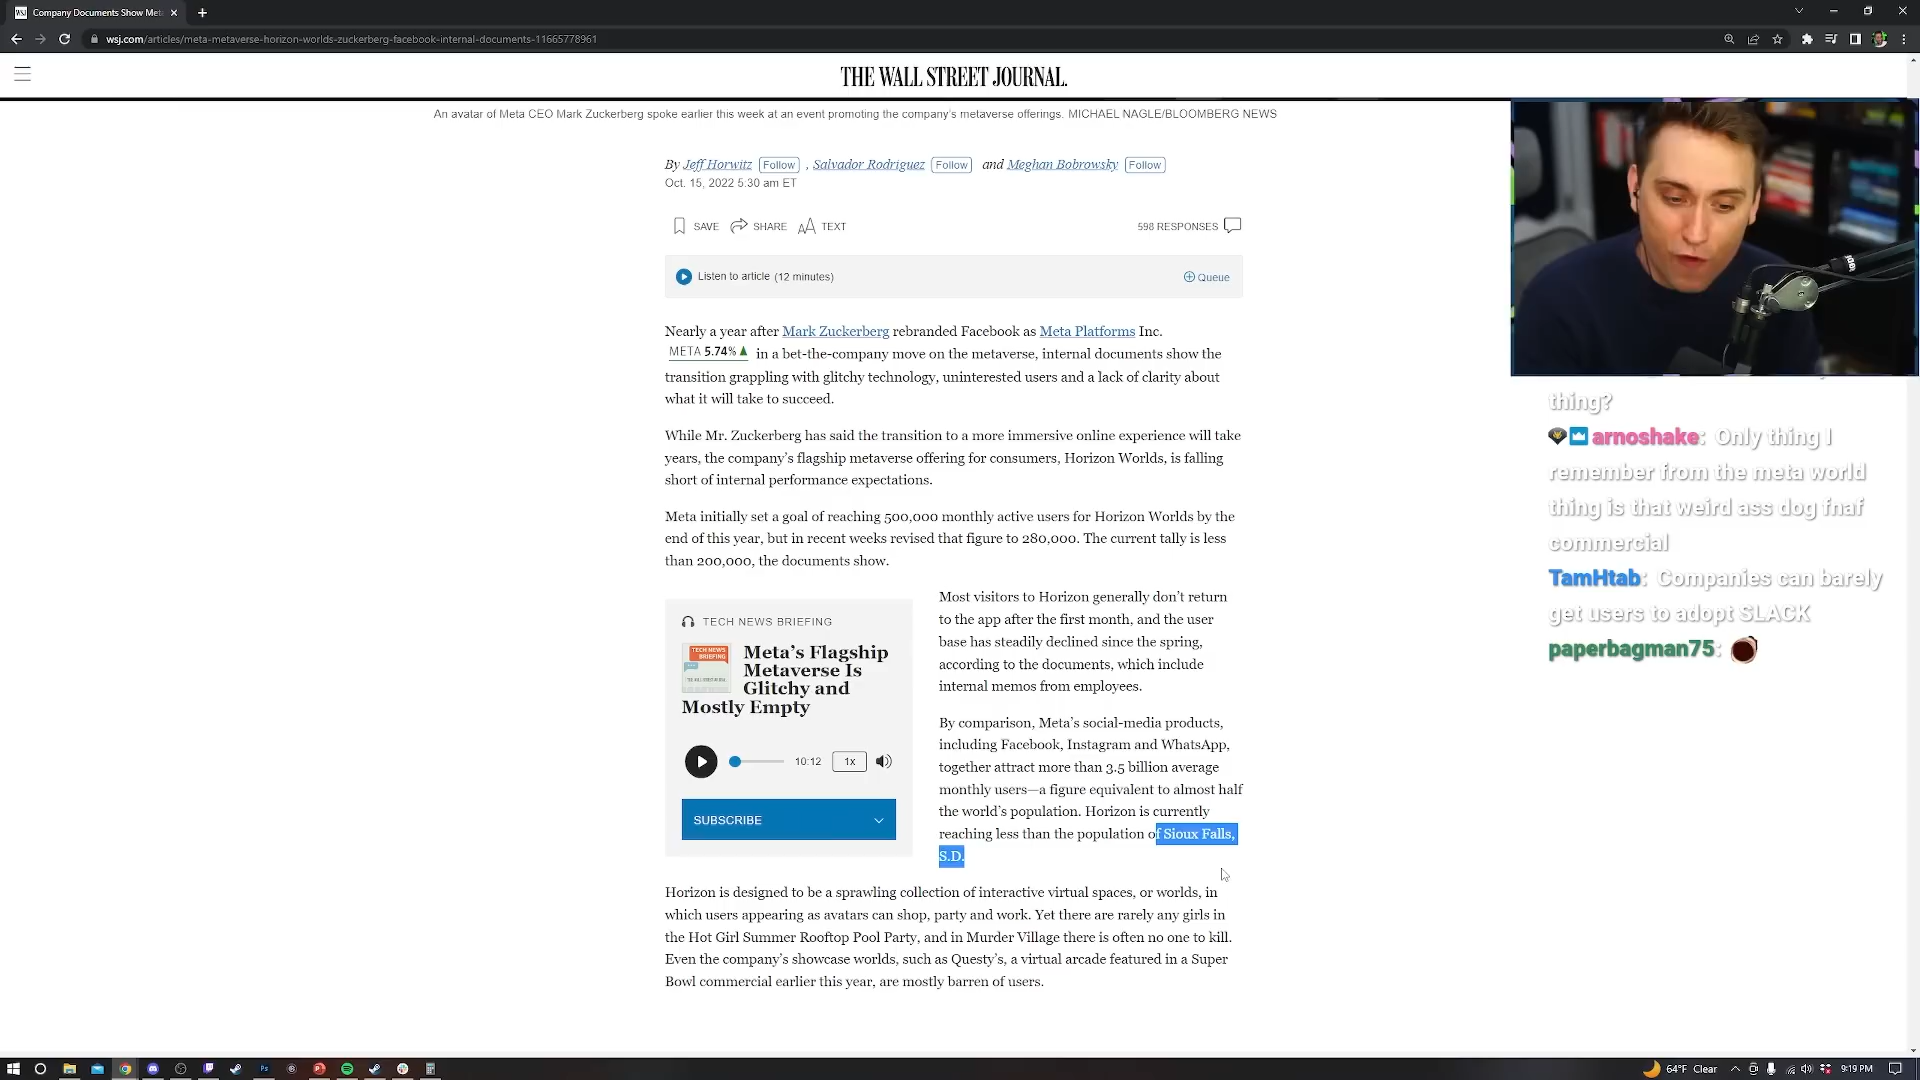 Company Documents Show Meta
wsj.com/articles/meta-metaverse-horizon-worlds-zuckerberg-facebook-internal-documents-11665778961
THE WALL STREET JOURNAL.
An avatar of Meta CEO Mark Zuckerberg spoke earlier this week at an event promoting the company's metaverse offerings. MICHAEL NAGLE/BLOOMBERG NEWS
By Jeff Horwitz Follow , Salvador Rodriguez Follow and Meghan Bobrowsky Follow
Oct. 15, 2022 5:30 am ET
SAVE SHARE AA TEXT
598 RESPONSES
Listen to article (12 minutes)
Queue
Nearly a year after Mark Zuckerberg rebranded Facebook as Meta Platforms Inc.
META 5.74% ▲ in a bet-the-company move on the metaverse, internal documents show the
transition grappling with glitchy technology, uninterested users and a lack of clarity about
what it will take to succeed.
While Mr. Zuckerberg has said the transition to a more immersive online experience will take
years, the company's flagship metaverse offering for consumers, Horizon Worlds, is falling
short of internal performance expectations.
Meta initially set a goal of reaching 500,000 monthly active users for Horizon Worlds by the
end of this year, but in recent weeks revised that figure to 280,000. The current tally is less
than 200,000, the documents show.
TECH NEWS BRIEFING
TECH NEWS
BRIEFING
Meta's Flagship
Metaverse Is
Glitchy and
Mostly Empty
10:12 1x
SUBSCRIBE
Most visitors to Horizon generally don't return
to the app after the first month, and the user
base has steadily declined since the spring,
according to the documents, which include
internal memos from employees.
By comparison, Meta's social-media products,
including Facebook, Instagram and WhatsApp,
together attract more than 3.5 billion average
monthly users—a figure equivalent to almost half
the world's population. Horizon is currently
reaching less than the population of Sioux Falls,
S.D.
Horizon is designed to be a sprawling collection of interactive virtual spaces, or worlds, in
which users appearing as avatars can shop, party and work. Yet there are rarely any girls in
the Hot Girl Summer Rooftop Pool Party, and in Murder Village there is often no one to kill.
Even the company's showcase worlds, such as Questy's, a virtual arcade featured in a Super
Bowl commercial earlier this year, are mostly barren of users.
thing?
arnoshake: Only thing I
remember from the meta world
thing is that weird ass dog fnaf
commercial
TamHtab: Companies can barely
get users to adopt SLACK
paperbagman75:
64°F Clear
9:19 PM